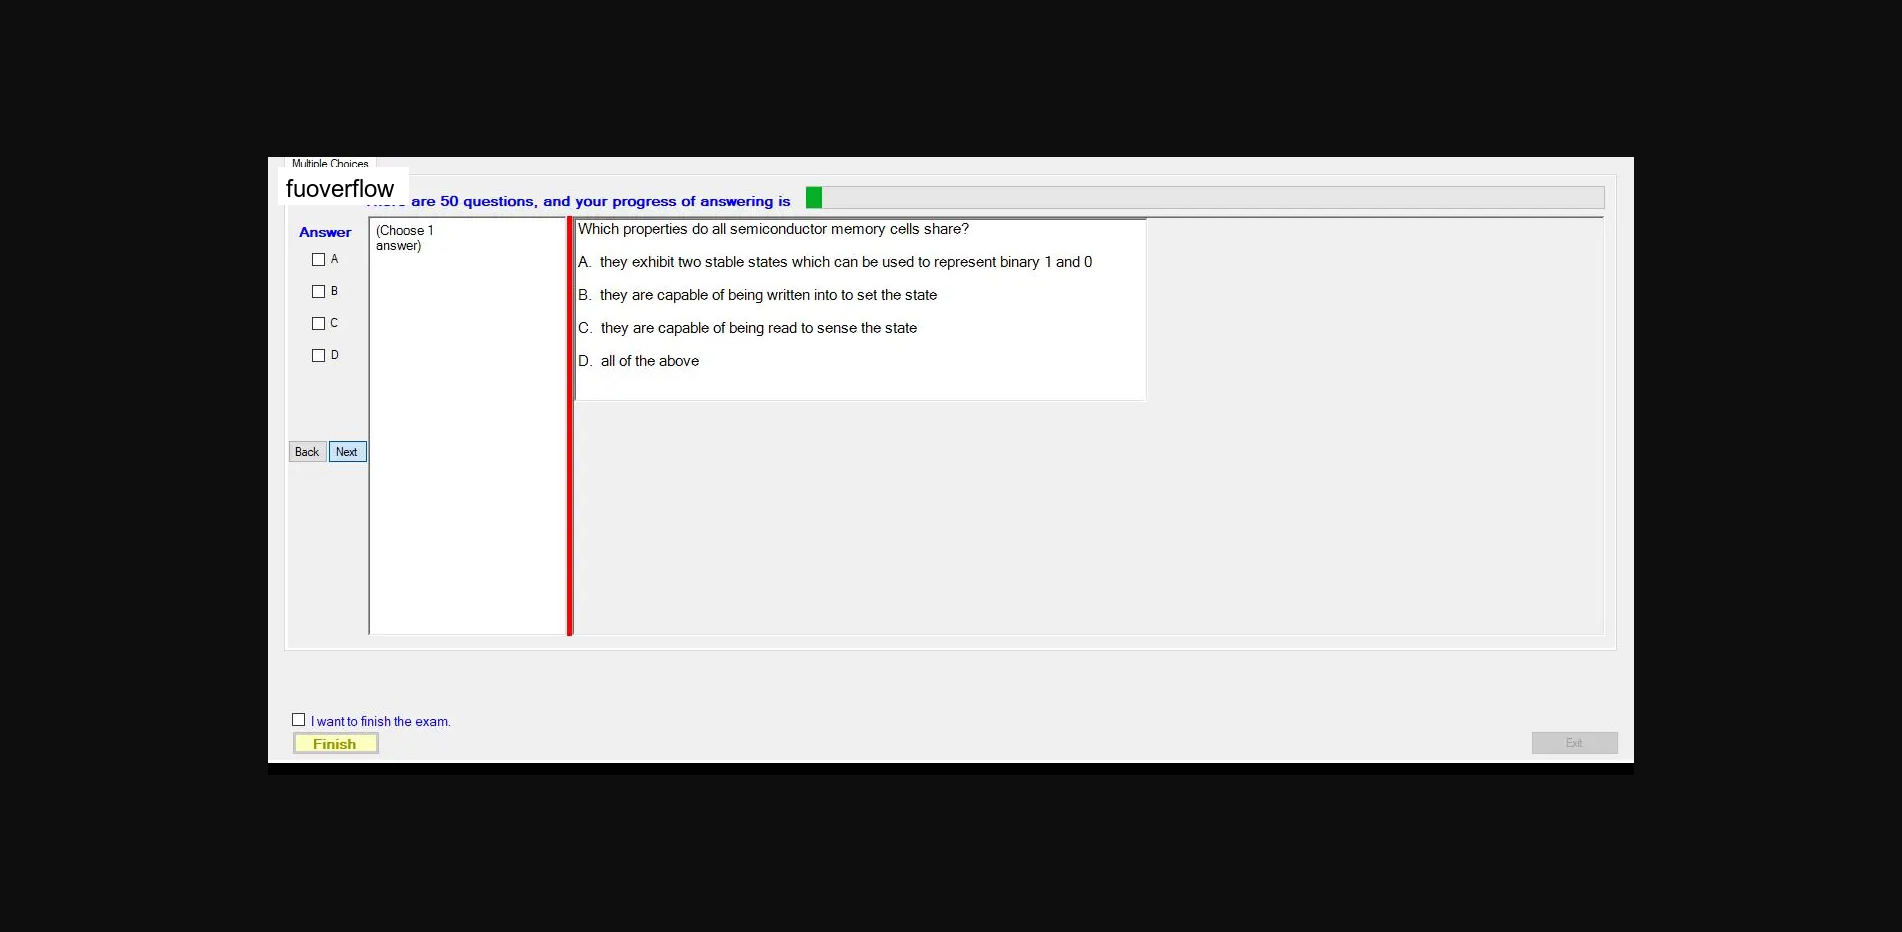 Multiple Choices
fuoverflow
are 50 questions, and your progress of answering is
Answer
(Choose 1
answer)
A
B
C
D
Back Next
Which properties do all semiconductor memory cells share?
A. they exhibit two stable states which can be used to represent binary 1 and 0
B. they are capable of being written into to set the state
C. they are capable of being read to sense the state
D. all of the above
I want to finish the exam.
Finish
Exit